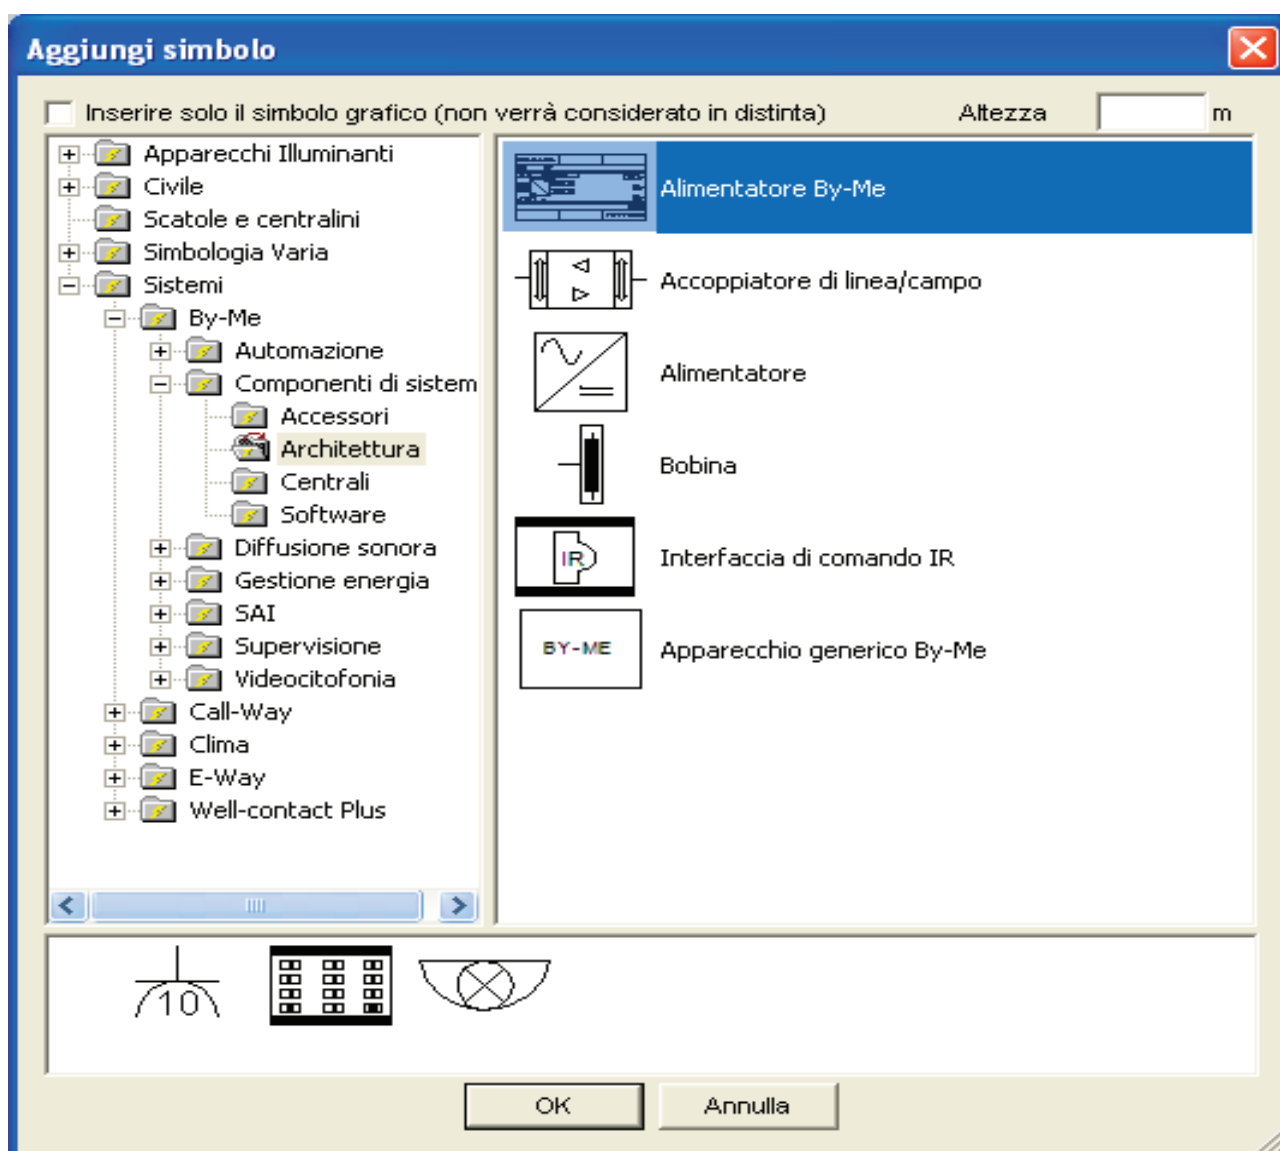 Aggiungi simbolo
Inserire solo il simbolo grafico (non verrà considerato in distinta)
Altezza
m
Apparecchi Illuminanti
Civile
Scatole e centralini
Simbologia Varia
Sistemi
By-Me
Automazione
Componenti di sistem
Accessori
Architettura
Centrali
Software
Diffusione sonora
Gestione energia
SAI
Supervisione
Videocitofonia
Call-Way
Clima
E-Way
Well-contact Plus
Alimentatore By-Me
Accoppiatore di linea/campo
Alimentatore
Bobina
IR
Interfaccia di comando IR
BY-ME
Apparecchio generico By-Me
10
OK
Annulla